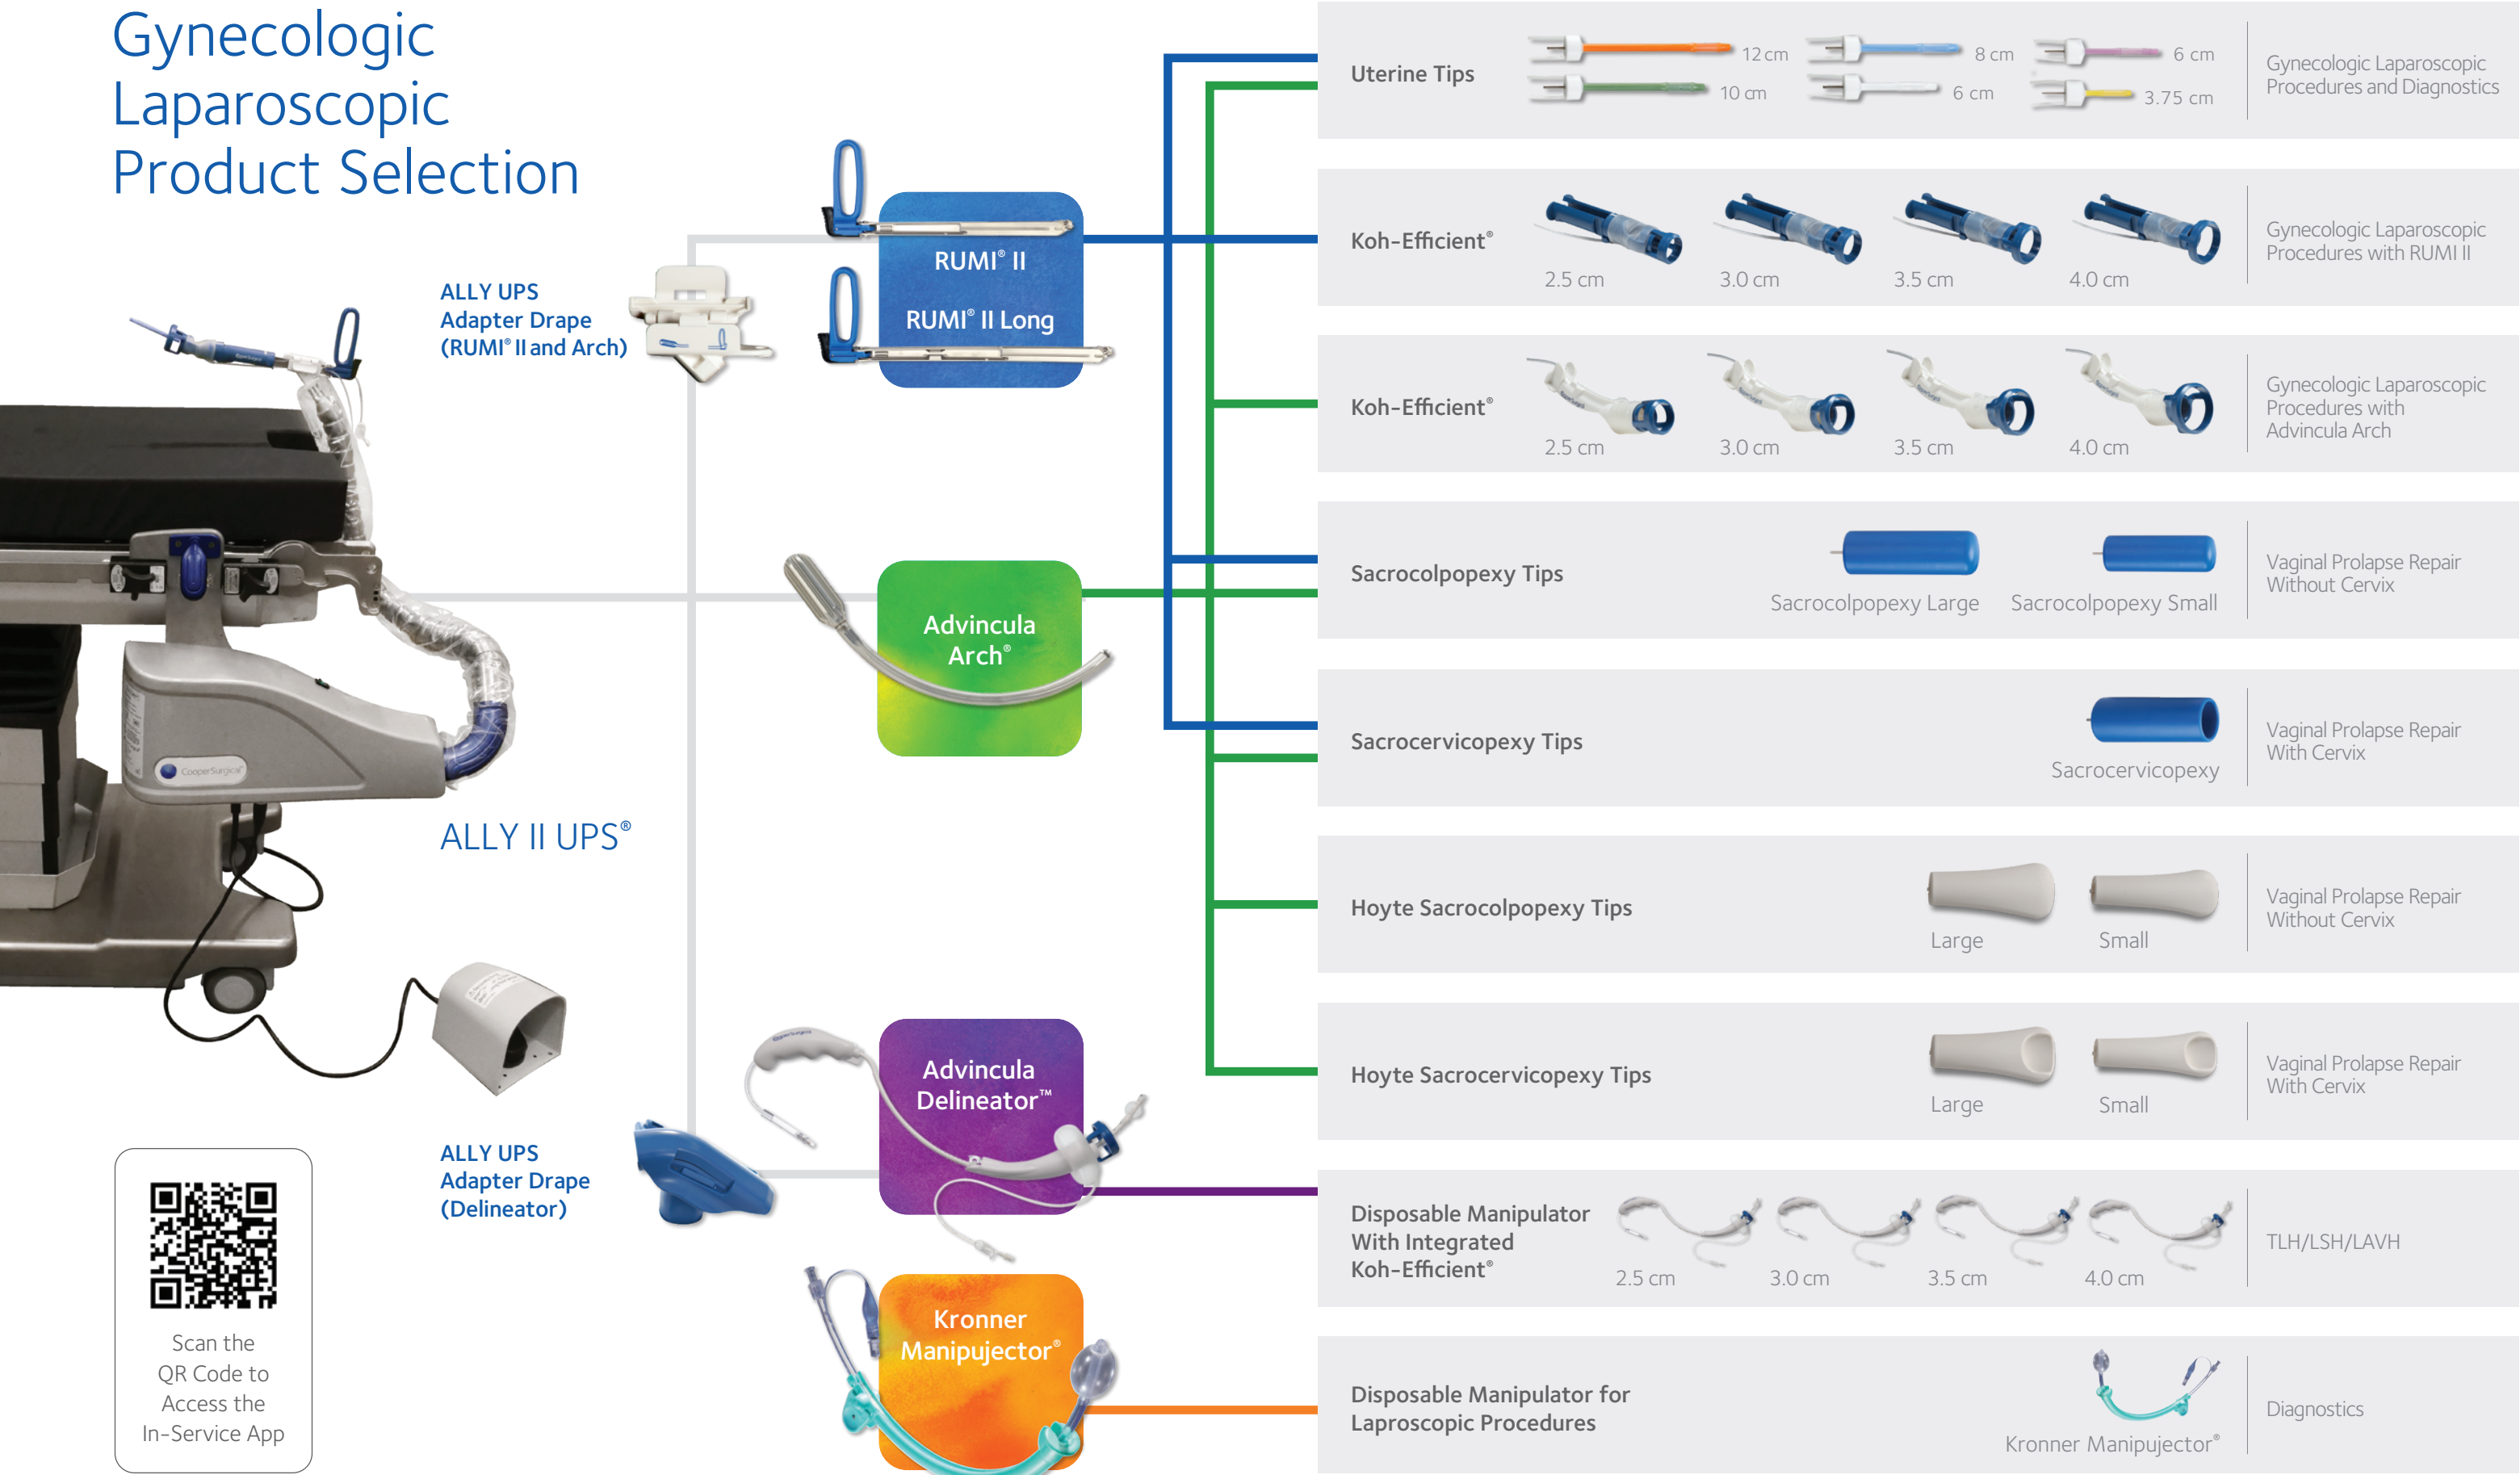 Gynecologic
Laparoscopic
Product Selection
ALLY UPS
Adapter Drape
(RUMI® II and Arch)
RUMI® II
RUMI® II Long
Advincula
Arch®
CooperSurgical
ALLY II UPS®
Advincula
Delineator™
ALLY UPS
Adapter Drape
(Delineator)
Kronner
Manipujector®
Scan the
QR Code to
Access the
In-Service App
Uterine Tips
12 cm
8 cm
6 cm
10 cm
6 cm
3.75 cm
Gynecologic Laparoscopic
Procedures and Diagnostics
Koh-Efficient®
2.5 cm
3.0 cm
3.5 cm
4.0 cm
Gynecologic Laparoscopic
Procedures with RUMI II
Koh-Efficient®
2.5 cm
3.0 cm
3.5 cm
4.0 cm
Gynecologic Laparoscopic
Procedures with
Advincula Arch
Sacrocolpopexy Tips
Sacrocolpopexy Large
Sacrocolpopexy Small
Vaginal Prolapse Repair
Without Cervix
Sacrocervicopexy Tips
Sacrocervicopexy
Vaginal Prolapse Repair
With Cervix
Hoyte Sacrocolpopexy Tips
Large
Small
Vaginal Prolapse Repair
Without Cervix
Hoyte Sacrocervicopexy Tips
Large
Small
Vaginal Prolapse Repair
With Cervix
Disposable Manipulator
With Integrated
Koh-Efficient®
2.5 cm
3.0 cm
3.5 cm
4.0 cm
TLH/LSH/LAVH
Disposable Manipulator for
Laproscopic Procedures
Kronner Manipujector®
Diagnostics